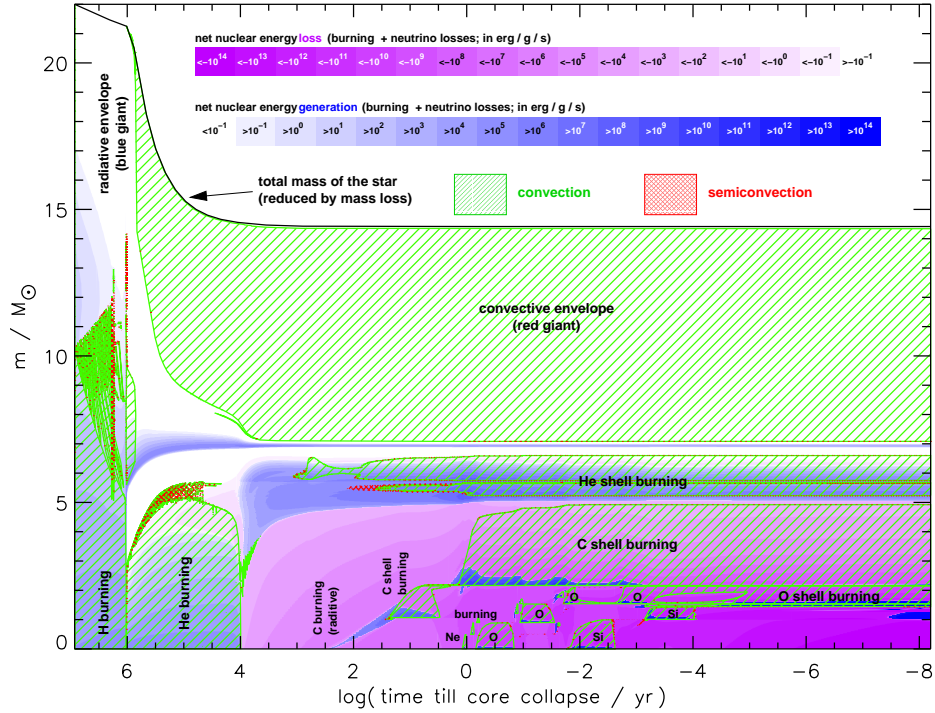 net nuclear energy loss (burning + neutrino losses; in erg / g / s)
<−10^14 <−10^13 <−10^12 <−10^11 <−10^10 <−10^9 <−10^8 <−10^7 <−10^6 <−10^5 <−10^4 <−10^3 <−10^2 <−10^1 <−10^0 <−10^−1 >−10^−1
net nuclear energy generation (burning + neutrino losses; in erg / g / s)
<10^−1 >10^−1 >10^0 >10^1 >10^2 >10^3 >10^4 >10^5 >10^6 >10^7 >10^8 >10^9 >10^10 >10^11 >10^12 >10^13 >10^14
radiative envelope
(blue giant)
total mass of the star
(reduced by mass loss)
convection
semiconvection
convective envelope
(red giant)
He shell burning
C shell burning
H burning
He burning
C burning
(raditive)
C shell
burning
burning
Ne
O
O
O
O
O shell burning
Si
Si
m / M☉
20
15
10
5
0
6 4 2 0 −2 −4 −6 −8
log( time till core collapse / yr)